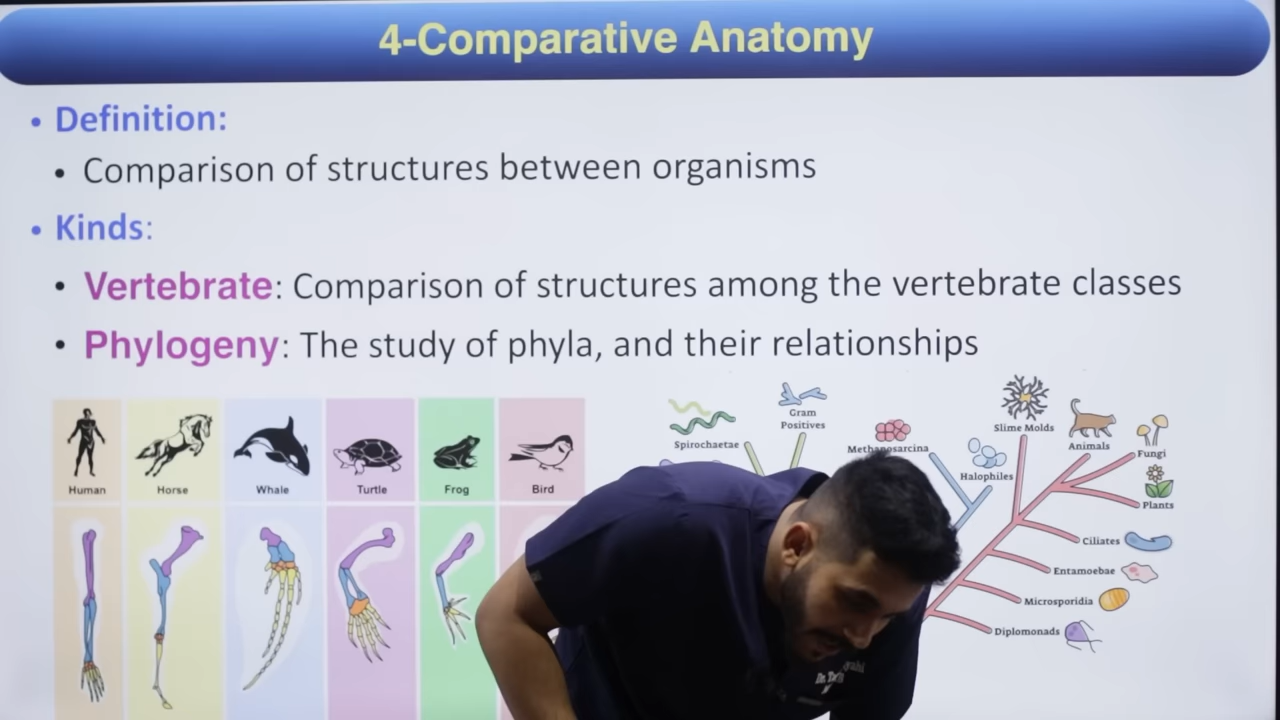 4-Comparative Anatomy
• Definition:
• Comparison of structures between organisms
• Kinds:
• Vertebrate: Comparison of structures among the vertebrate classes
• Phylogeny: The study of phyla, and their relationships
Human
Horse
Whale
Turtle
Frog
Bird
Spirochaetae
Gram
Positives
Methanosarcina
Halophiles
Slime Molds
Animals
Fungi
Plants
Ciliates
Entamoebae
Microsporidia
Diplomonads